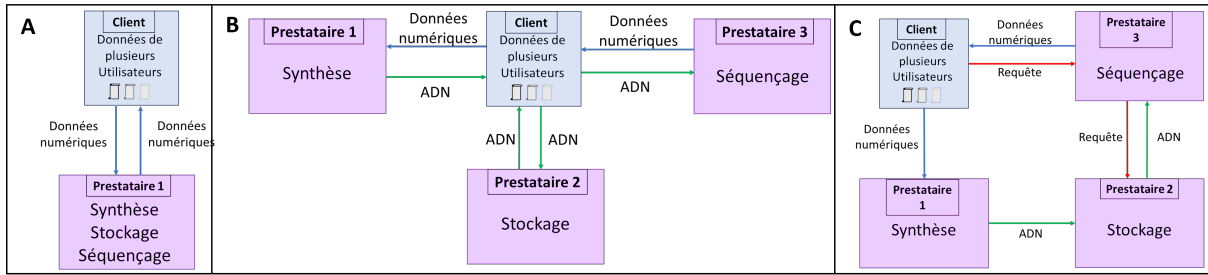 A
Client
Données de
plusieurs
Utilisateurs
Données
numériques
Données
numériques
Prestataire 1
Synthèse
Stockage
Séquençage
B
Prestataire 1
Synthèse
Données
numériques
ADN
Client
Données de
plusieurs
Utilisateurs
Données
numériques
ADN
Prestataire 3
Séquençage
ADN
ADN
Prestataire 2
Stockage
C
Client
Données de
plusieurs
Utilisateurs
Données
numériques
Requête
Prestataire
3
Séquençage
Données
numériques
Requête
ADN
Prestataire
1
Synthèse
ADN
Prestataire 2
Stockage